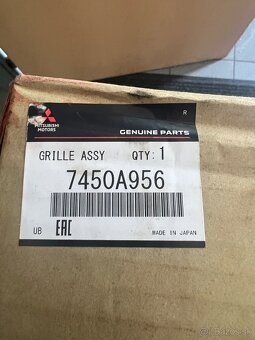 MITSUBISHI
MOTORS
R
GENUINE PARTS
GRILLE ASSY QTY: 1
7450A956
UB EAC MADE IN JAPAN